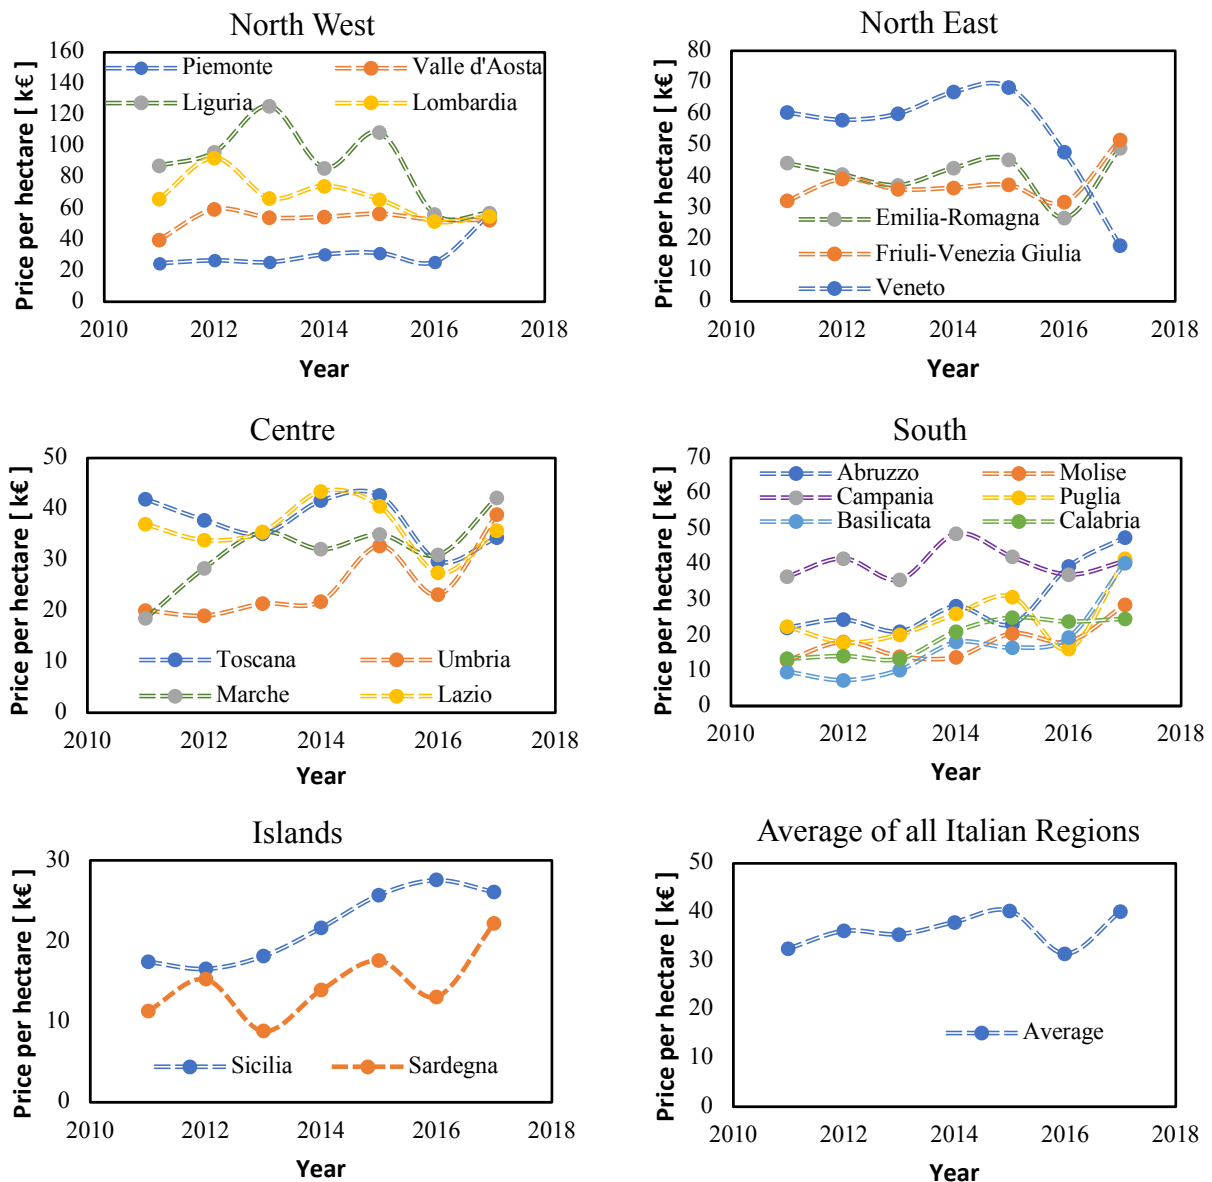 North West
Price per hectare [ k€ ]
160
140
120
100
80
60
40
20
0
Piemonte
Valle d'Aosta
Liguria
Lombardia
2010
2012
2014
2016
2018
Year
North East
Price per hectare [ k€ ]
80
70
60
50
40
30
20
10
0
Emilia-Romagna
Friuli-Venezia Giulia
Veneto
2010
2012
2014
2016
2018
Year
Centre
Price per hectare [ k€ ]
50
40
30
20
10
0
Toscana
Umbria
Marche
Lazio
2010
2012
2014
2016
2018
Year
South
Price per hectare [ k€ ]
70
60
50
40
30
20
10
0
Abruzzo
Molise
Campania
Puglia
Basilicata
Calabria
2010
2012
2014
2016
2018
Year
Islands
Price per hectare [ k€ ]
30
20
10
0
Sicilia
Sardegna
2010
2012
2014
2016
2018
Year
Average of all Italian Regions
Price per hectare [ k€ ]
50
40
30
20
10
0
Average
2010
2012
2014
2016
2018
Year